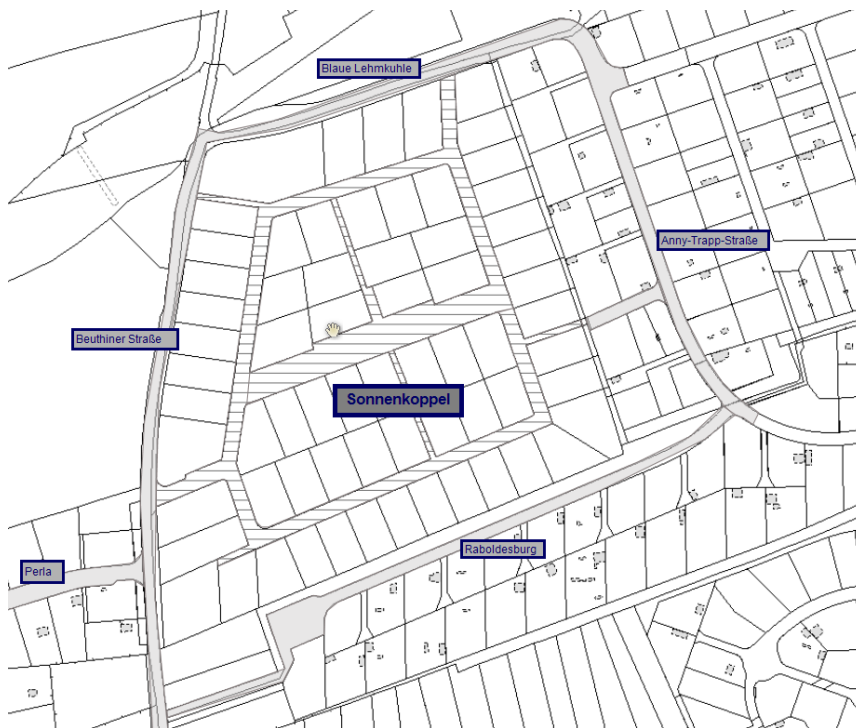 Blaue Lehmkuhle
Anny-Trapp-Straße
Beuthiner Straße
Sonnenkoppel
Raboldesburg
Perla